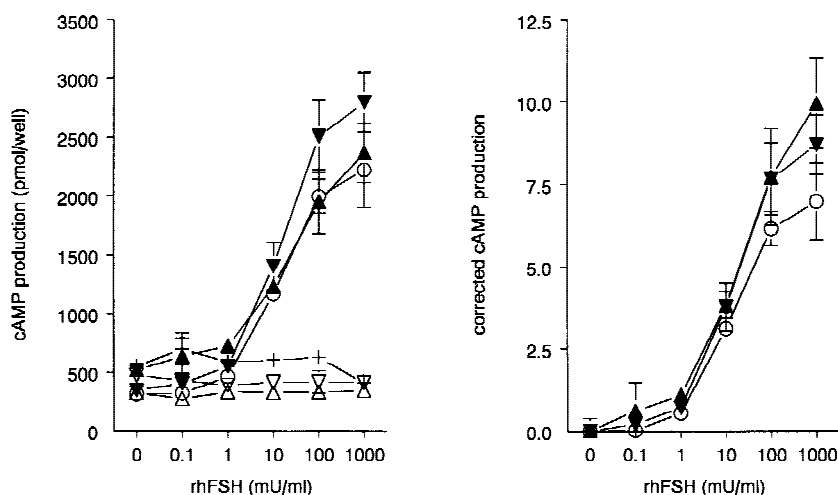 3500
3000
2500
2000
1500
1000
500
0
cAMP production (pmol/well)
0 0.1 1 10 100 1000
rhFSH (mU/ml)
12.5
10.0
7.5
5.0
2.5
0.0
corrected cAMP production
0 0.1 1 10 100 1000
rhFSH (mU/ml)